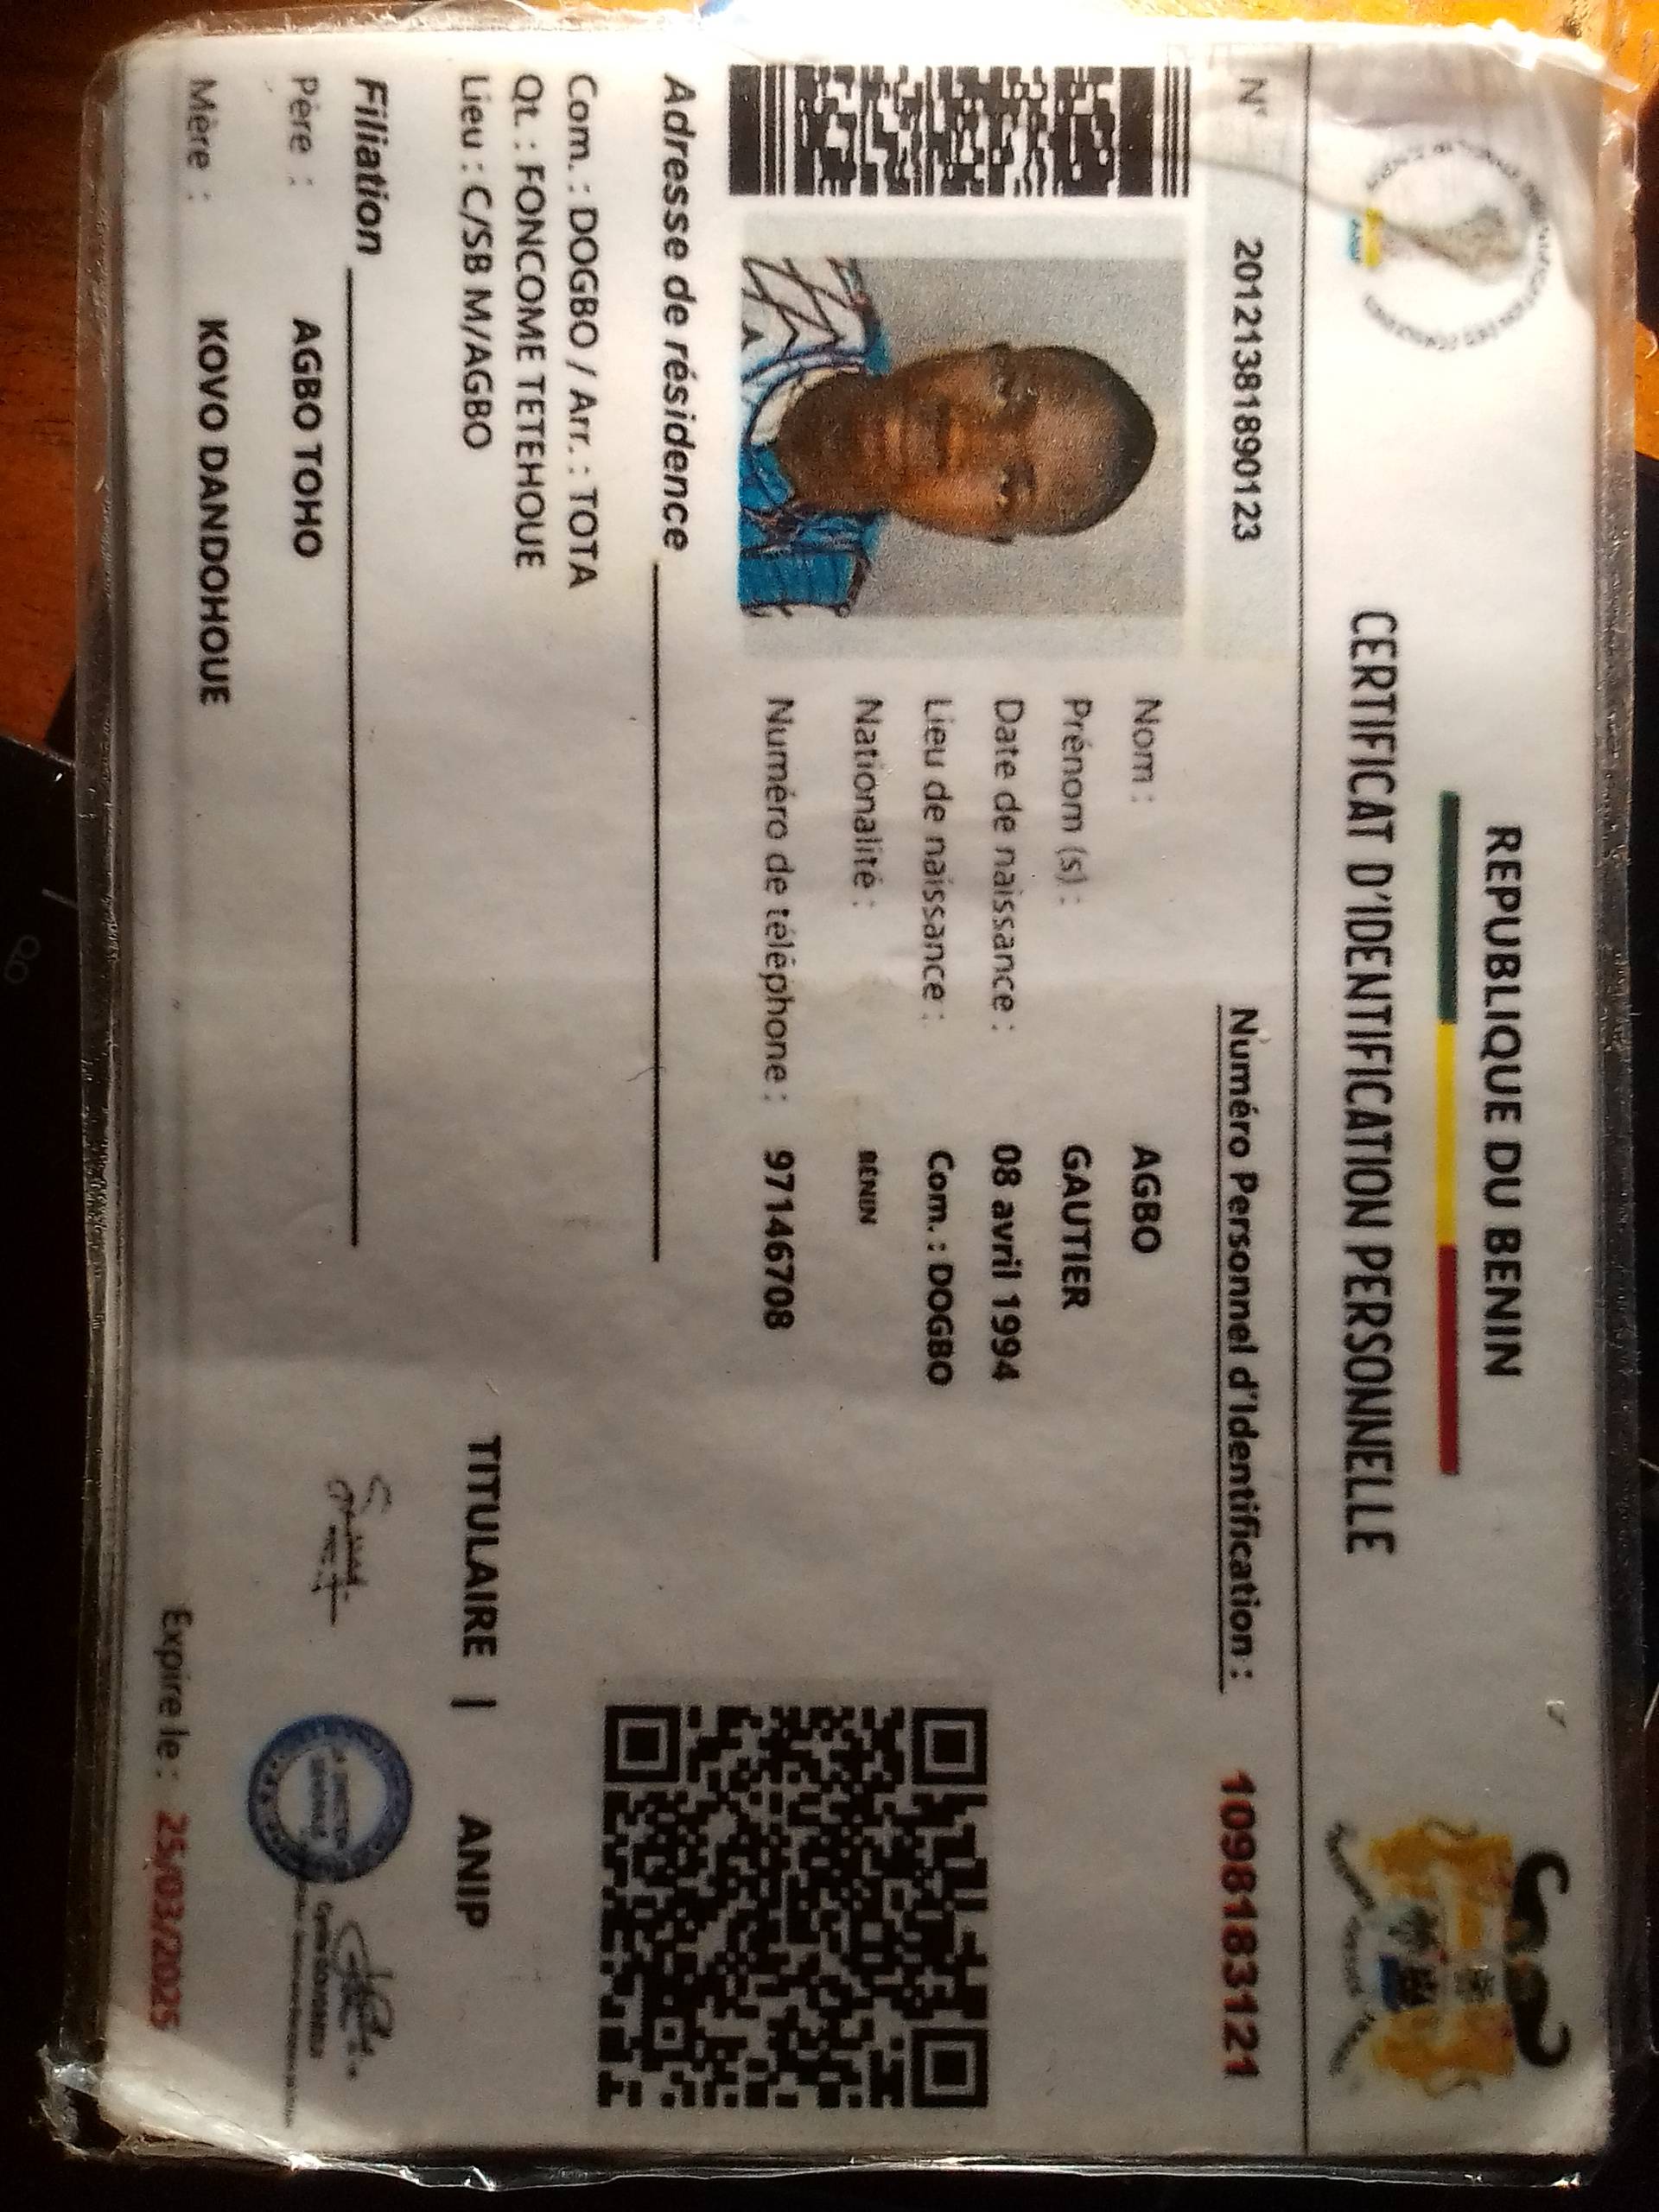 REPUBLIQUE DU BENIN
CERTIFICAT D'IDENTIFICATION PERSONNELLE
N° 2012138189​0123
Numéro Personnel d'Identification : 1098183121
Nom : AGBO
Prénom (s) : GAUTIER
Date de naissance : 08 avril 1994
Lieu de naissance : Com. : DOGBO
Nationalité : BÉNIN
Numéro de téléphone : 97146708
Adresse de résidence
Com. : DOGBO / Arr. : TOTA
Qt. : FONCOME TETEHOUE
Lieu : C/SB M/AGBO
Filiation
Père : AGBO TOHO
Mère : KOVO DANDOHOUE
TITULAIRE | ANIP
Expire le : 25/03/2025